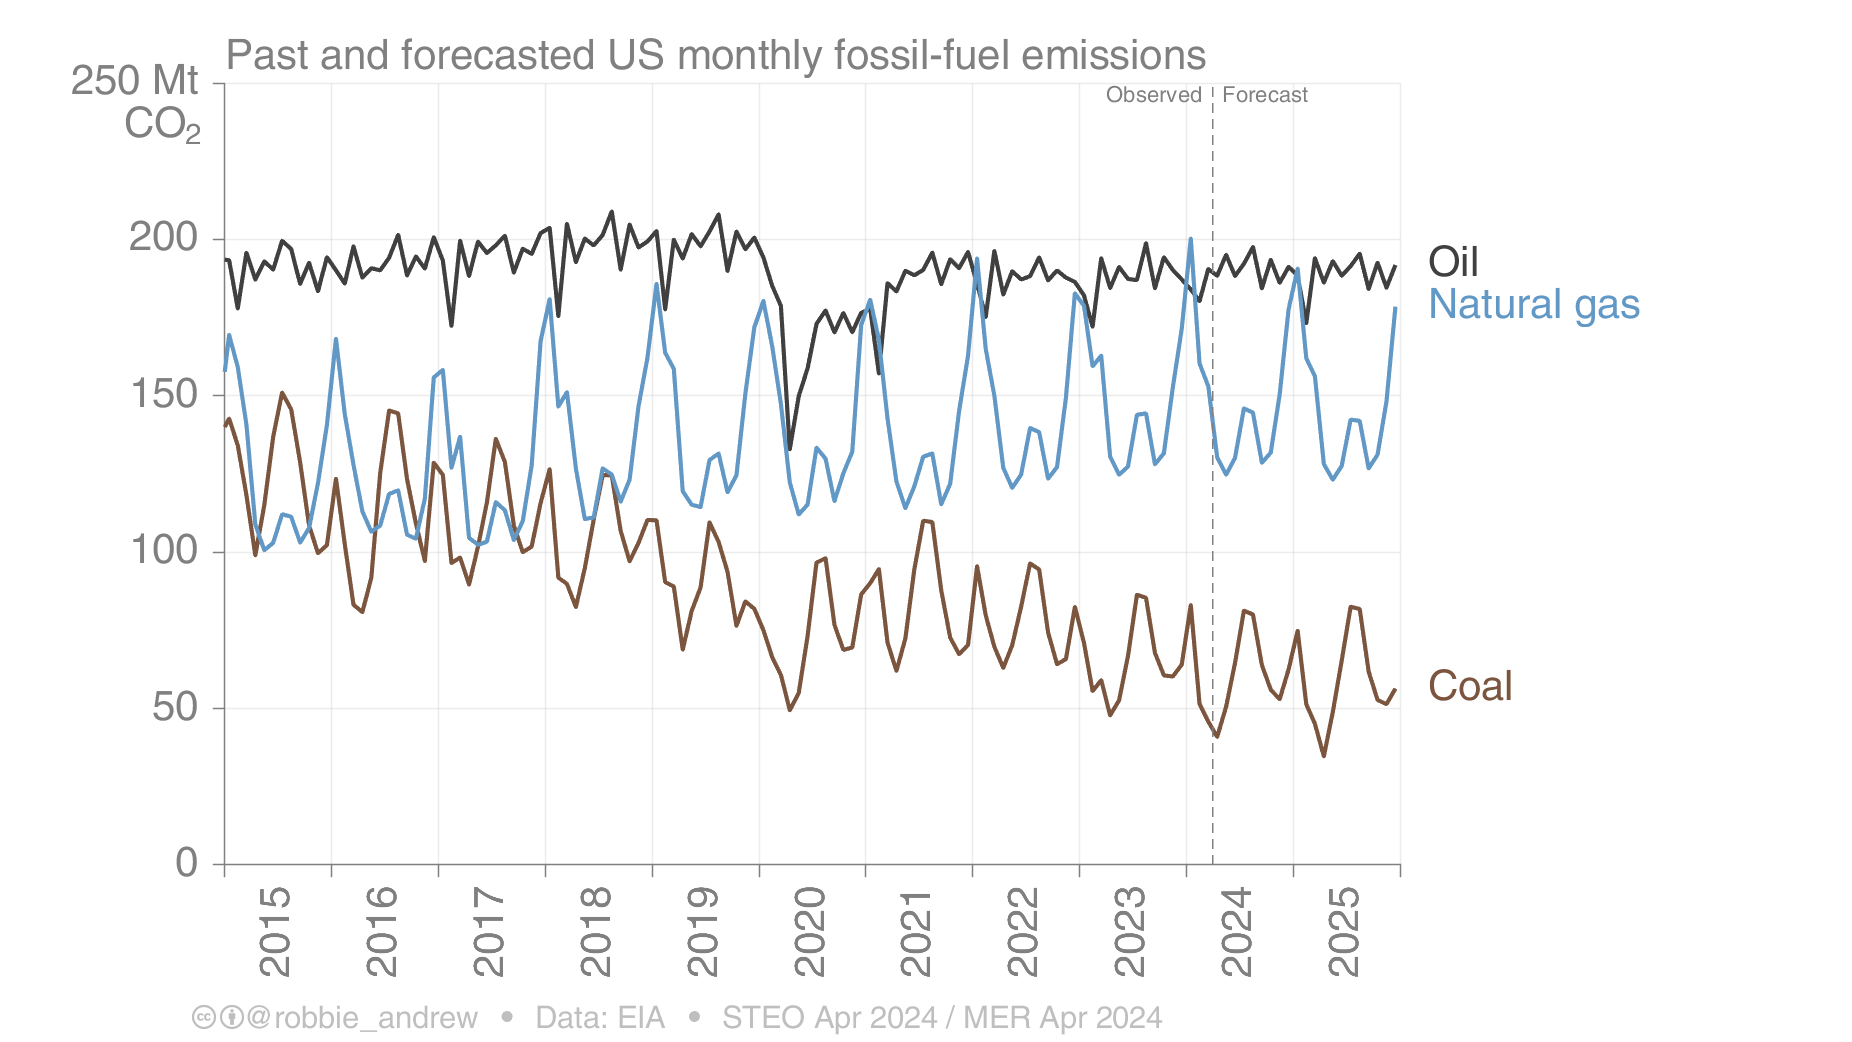 Past and forecasted US monthly fossil-fuel emissions
250 Mt
CO₂
Observed
Forecast
200
150
100
50
0
Oil
Natural gas
Coal
2015
2016
2017
2018
2019
2020
2021
2022
2023
2024
2025
@robbie_andrew • Data: EIA • STEO Apr 2024 / MER Apr 2024